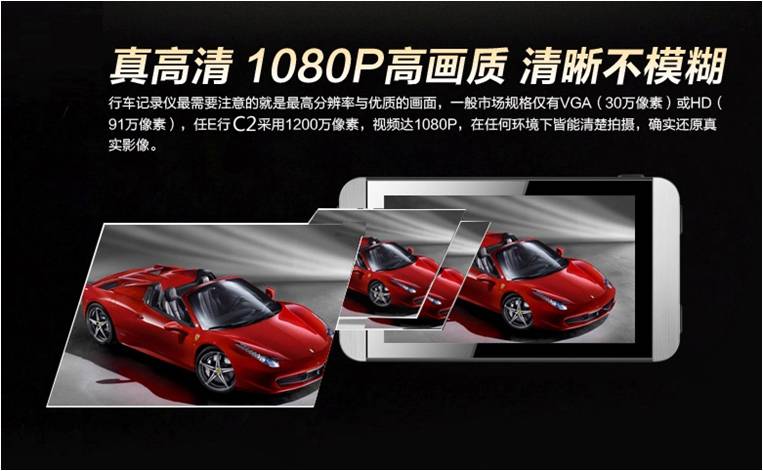 真高清 1080P高画质 清晰不模糊
行车记录仪最需要注意的就是最高分辨率与优质的画面，一般市场规格仅有VGA（30万像素）或HD（
91万像素），任E行C2采用1200万像素，视频达1080P，在任何环境下皆能清楚拍摄，确实还原真
实影像。